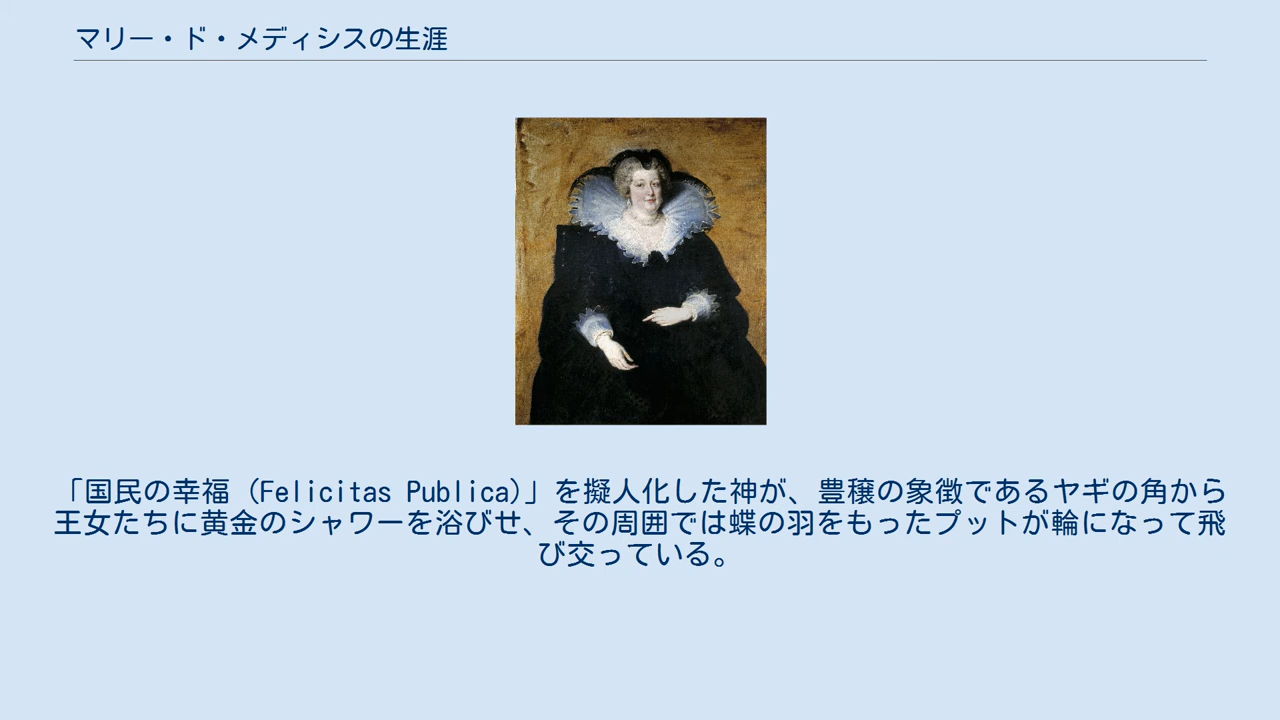 マリー・ド・メディシスの生涯
「国民の幸福（Felicitas Publica)」を擬人化した神が、豊穣の象徴であるヤギの角から
王女たちに黄金のシャワーを浴びせ、その周囲では蝶の羽をもったプットが輪になって飛
び交っている。